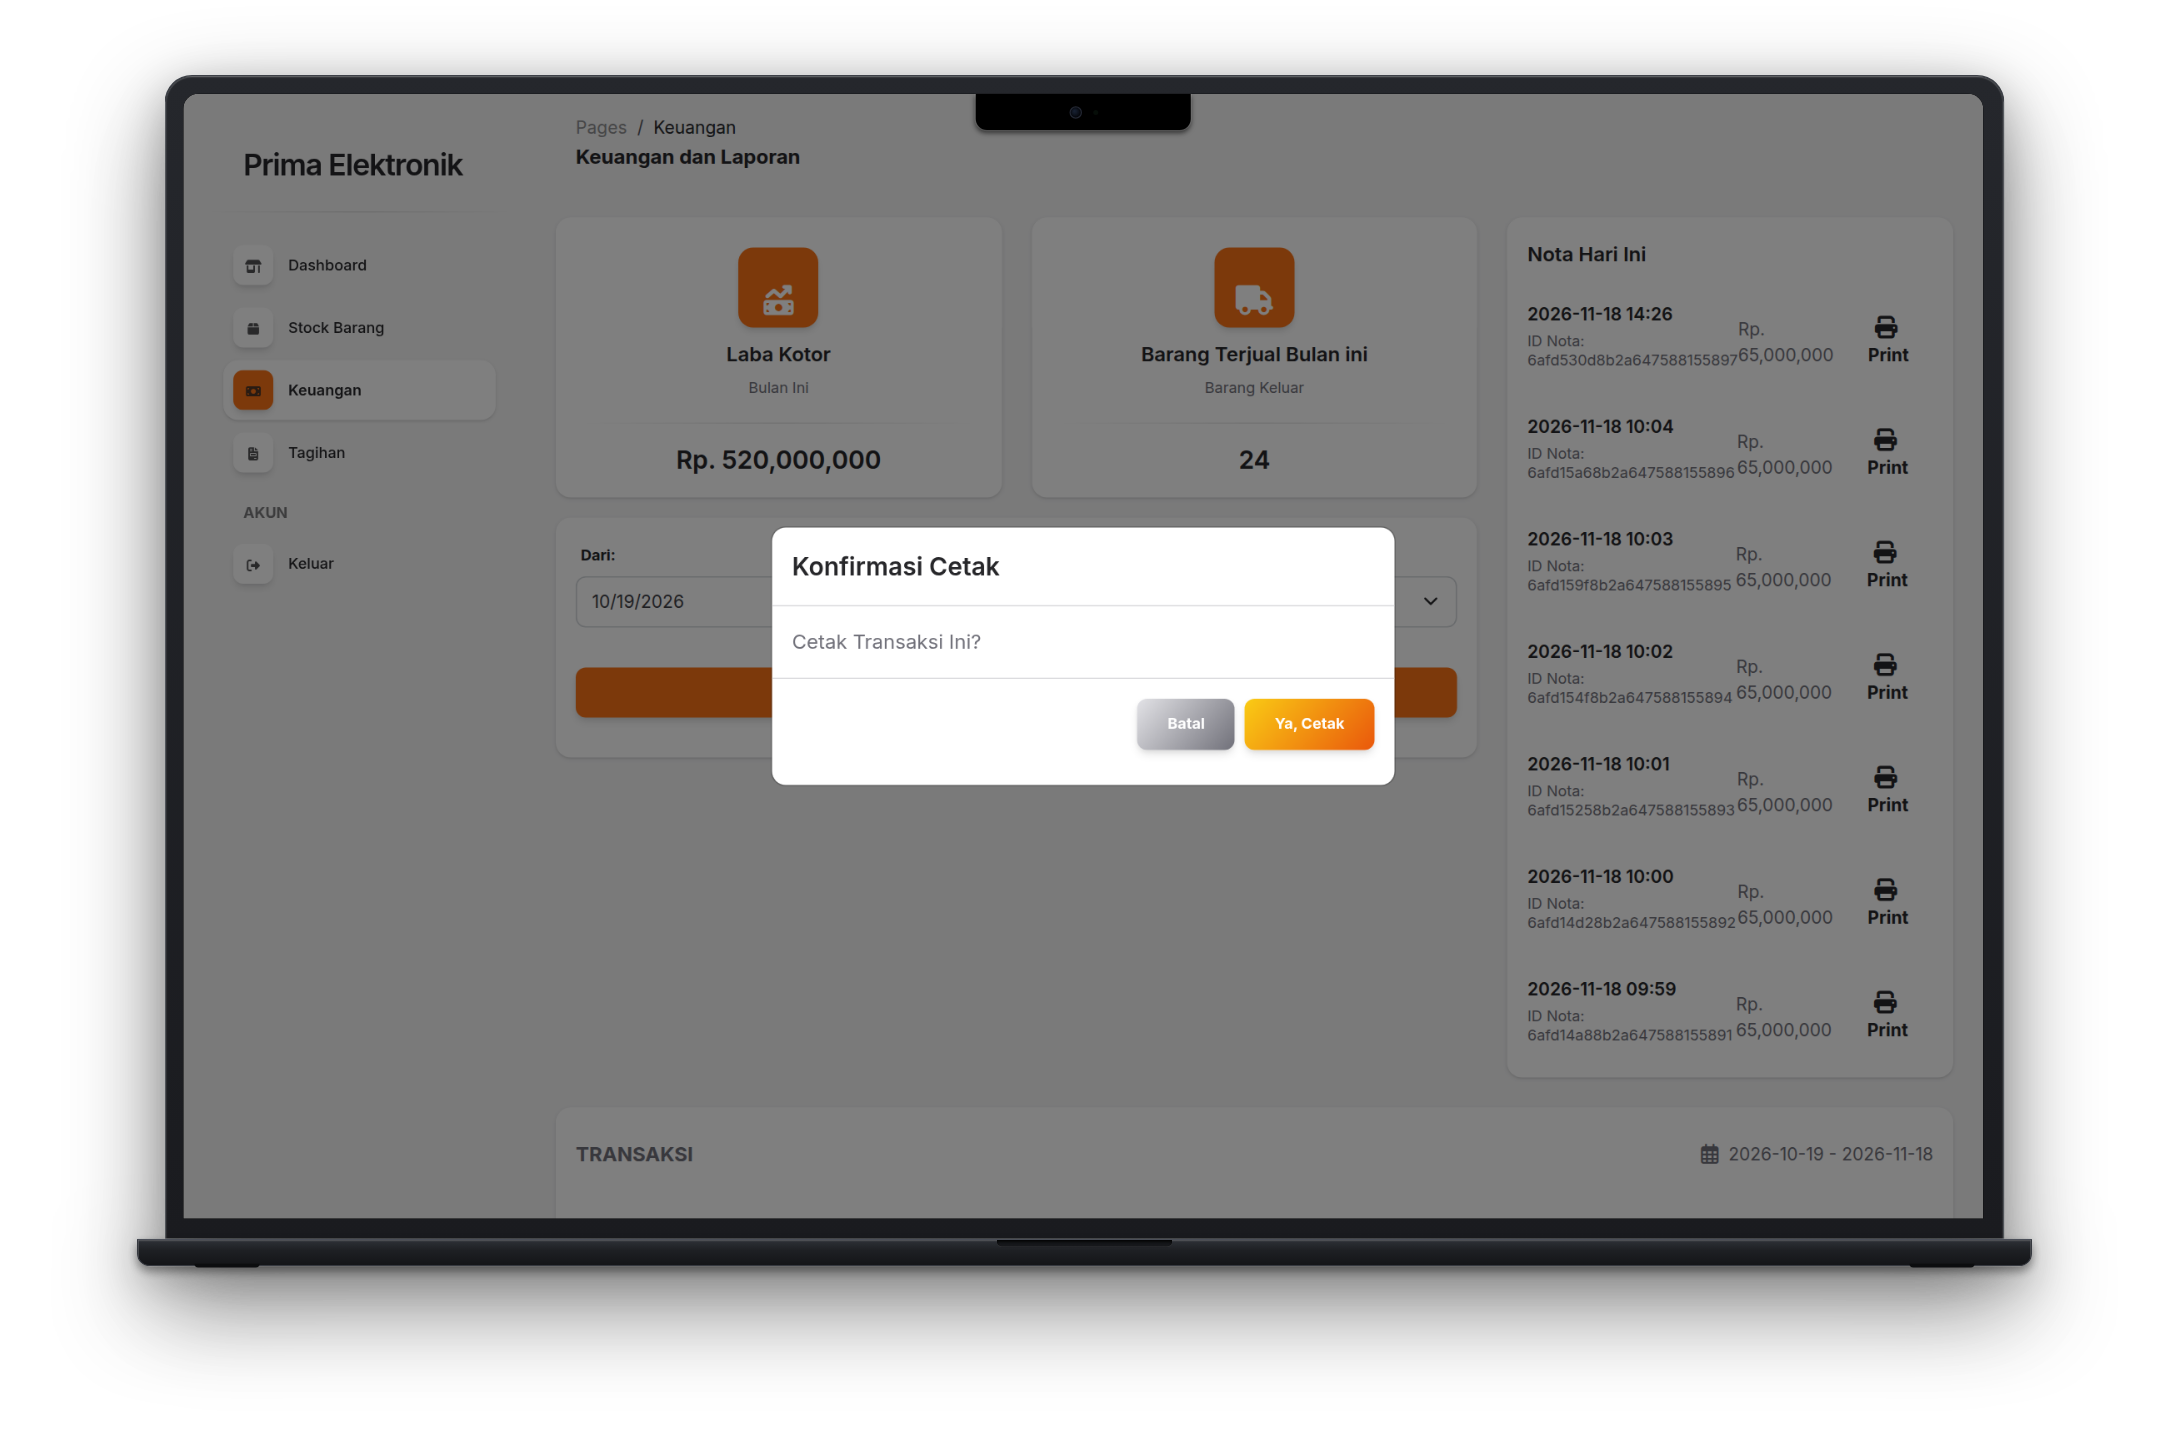 Prima Elektronik
Dashboard
Stock Barang
Keuangan
Tagihan
AKUN
Keluar
Pages / Keuangan
Keuangan dan Laporan
Laba Kotor
Bulan Ini
Rp. 520,000,000
Barang Terjual Bulan ini
Barang Keluar
24
Dari:
10/19/2026
Konfirmasi Cetak
Cetak Transaksi Ini?
Batal
Ya, Cetak
Nota Hari Ini
2026-11-18 14:26
ID Nota:
6afd530d8b2a647588155897
Rp.
65,000,000
Print
2026-11-18 10:04
ID Nota:
6afd15a68b2a647588155896
Rp.
65,000,000
Print
2026-11-18 10:03
ID Nota:
6afd159f8b2a647588155895
Rp.
65,000,000
Print
2026-11-18 10:02
ID Nota:
6afd154f8b2a647588155894
Rp.
65,000,000
Print
2026-11-18 10:01
ID Nota:
6afd15258b2a647588155893
Rp.
65,000,000
Print
2026-11-18 10:00
ID Nota:
6afd14d28b2a647588155892
Rp.
65,000,000
Print
2026-11-18 09:59
ID Nota:
6afd14a88b2a647588155891
Rp.
65,000,000
Print
TRANSAKSI
2026-10-19 - 2026-11-18